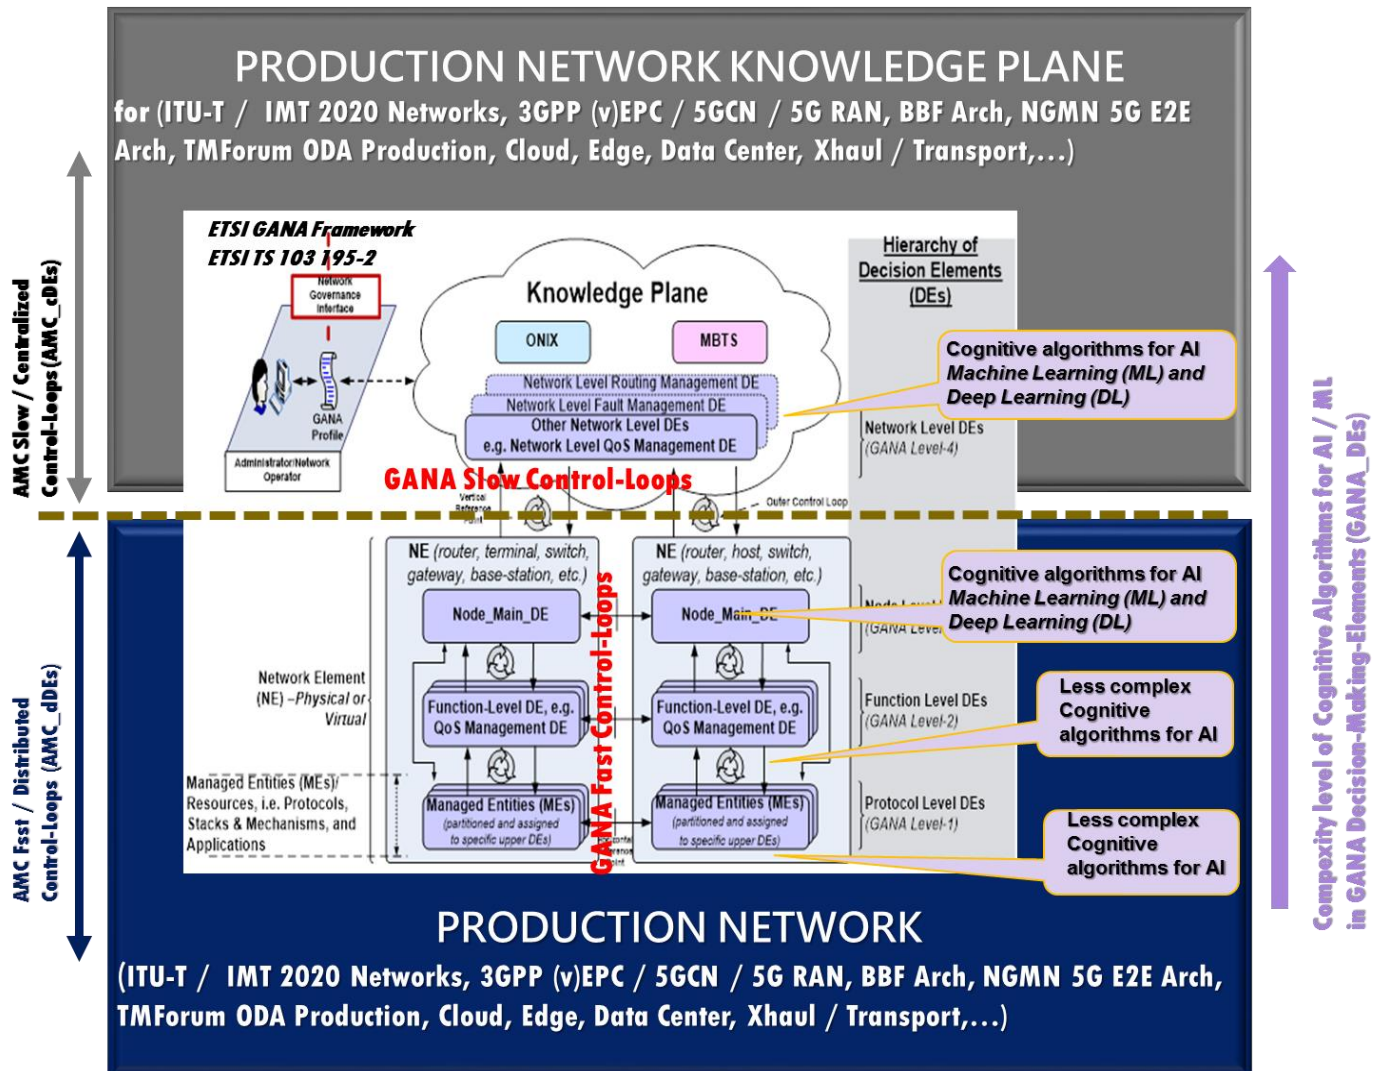 PRODUCTION NETWORK KNOWLEDGE PLANE
for (ITU-T / IMT 2020 Networks, 3GPP (v)EPC / 5GCN / 5G RAN, BBF Arch, NGMN 5G E2E
Arch, TMForum ODA Production, Cloud, Edge, Data Center, Xhaul / Transport,...)
AMC Slow / Centralized
Control-Loops (AMC_cDEs)
ETSI GANA Framework
ETSI TS 103 195-2
Network
Governance
Interface
GANA
Profile
Administrator/Network
Operator
Knowledge Plane
ONIX
MBTS
Network Level Routing Management DE
Network Level Fault Management DE
Other Network Level DEs
e.g. Network Level QoS Management DE
Hierarchy of
Decision Elements
(DEs)
Cognitive algorithms for AI
Machine Learning (ML) and
Deep Learning (DL)
Network Level DEs
(GANA Level-4)
GANA Slow Control-Loops
Vertical
Reference
Point
Outer Control Loop
AMC Fsst / Distributed
Control-Loops (AMC_dDEs)
NE (router, terminal, switch,
gateway, base-station, etc.)
Node_Main_DE
Function-Level DE, e.g.
QoS Management DE
Managed Entities (MEs)
(partitioned and assigned
to specific upper DEs)
GANA Fast Control-Loops
NE (router, host, switch,
gateway, base-station, etc.)
Node_Main_DE
Function-Level DE, e.g.
QoS Management DE
Managed Entities (MEs)
(partitioned and assigned
to specific upper DEs)
Network Element
(NE) –Physical or
Virtual
Managed Entities (MEs)/
Resources, i.e. Protocols,
Stacks & Mechanisms, and
Applications
Point
Cognitive algorithms for AI
Machine Learning (ML) and
Deep Learning (DL)
(GANA
Less complex
Cognitive
algorithms for AI
Function Level DEs
(GANA Level-2)
Protocol Level DEs
(GANA Level-1)
Less complex
Cognitive
algorithms for AI
Compexity level of Cognitive Algorithms for AI / ML
in GANA Decision-Making-Elements (GANA_DEs)
PRODUCTION NETWORK
(ITU-T / IMT 2020 Networks, 3GPP (v)EPC / 5GCN / 5G RAN, BBF Arch, NGMN 5G E2E Arch,
TMForum ODA Production, Cloud, Edge, Data Center, Xhaul / Transport,...)